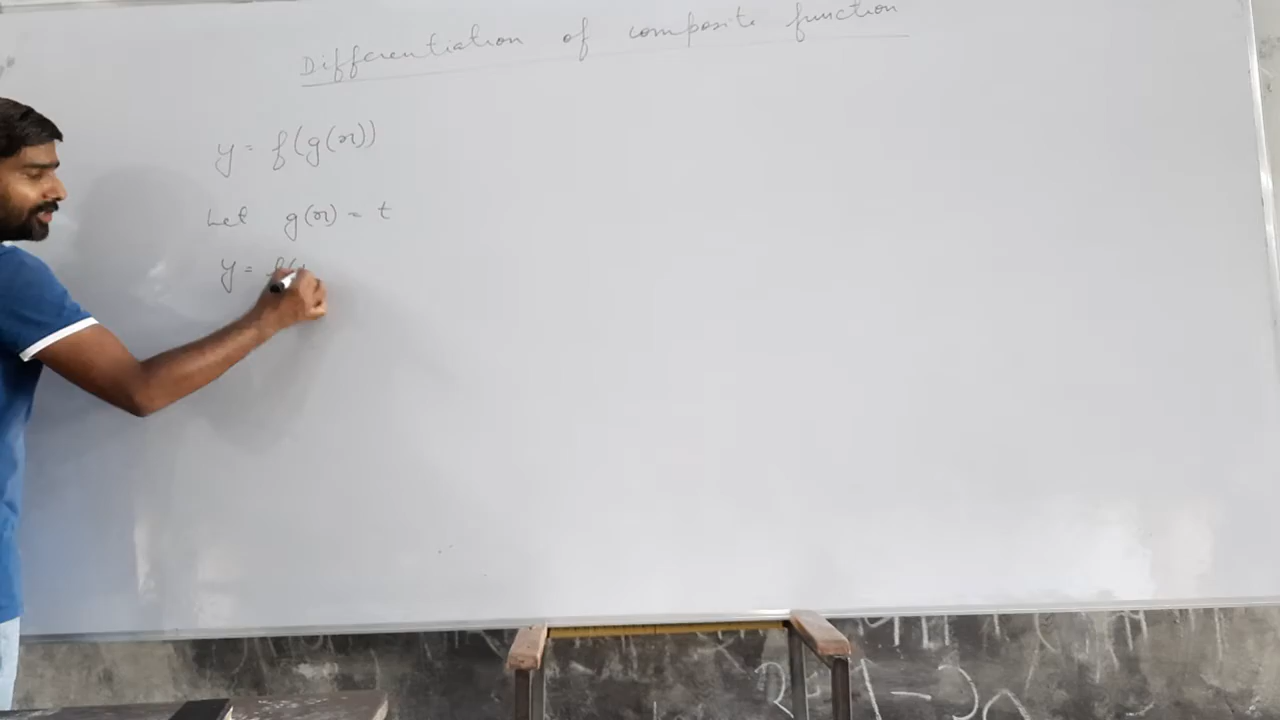 Differentiation of composite function
y = f(g(x))
Let g(x) = t
y = f(